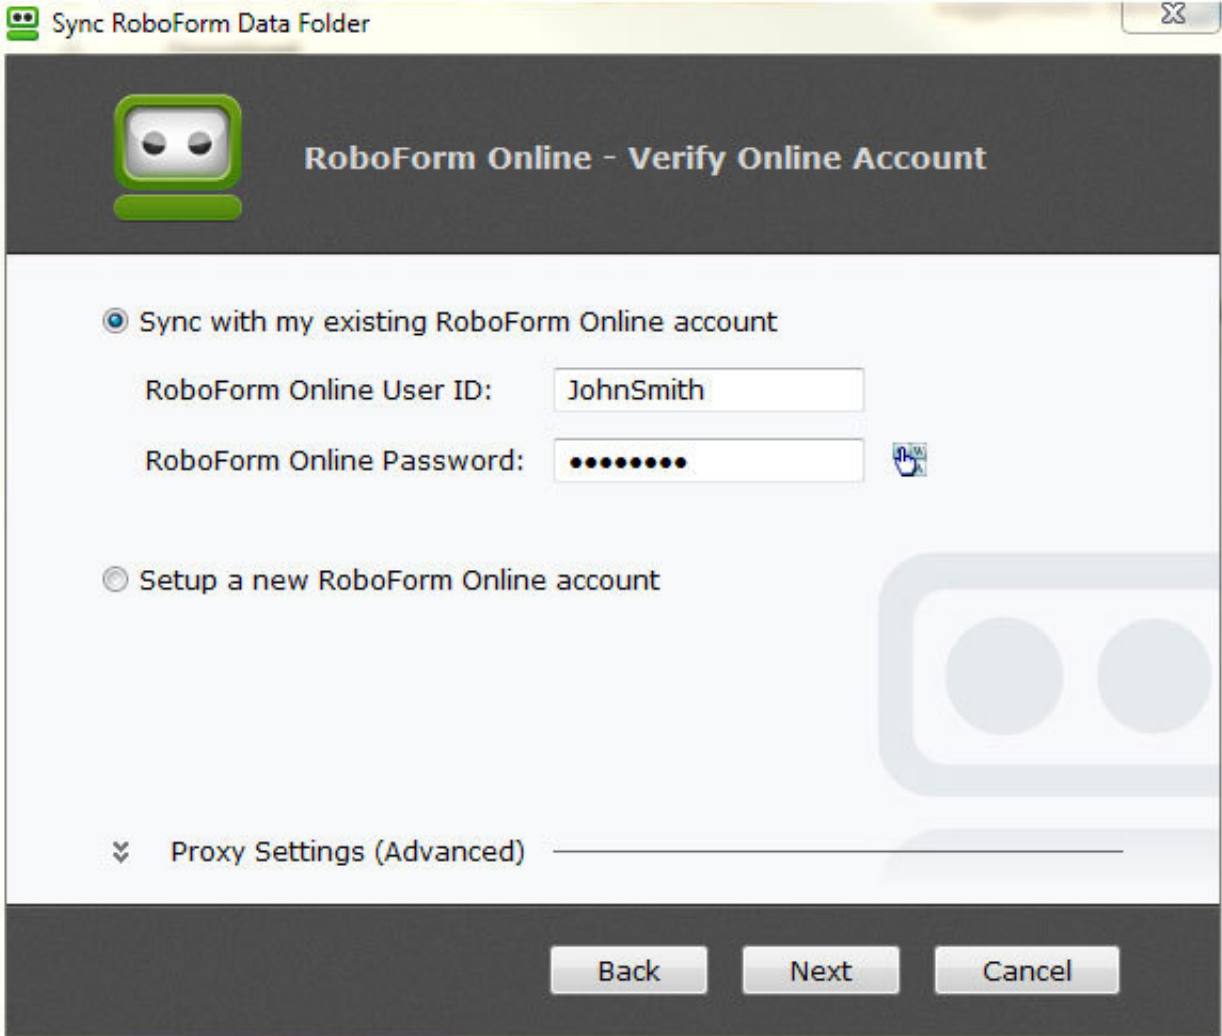 Sync RoboForm Data Folder
RoboForm Online - Verify Online Account
Sync with my existing RoboForm Online account
RoboForm Online User ID: JohnSmith
RoboForm Online Password: ••••••••
Setup a new RoboForm Online account
Proxy Settings (Advanced)
Back Next Cancel